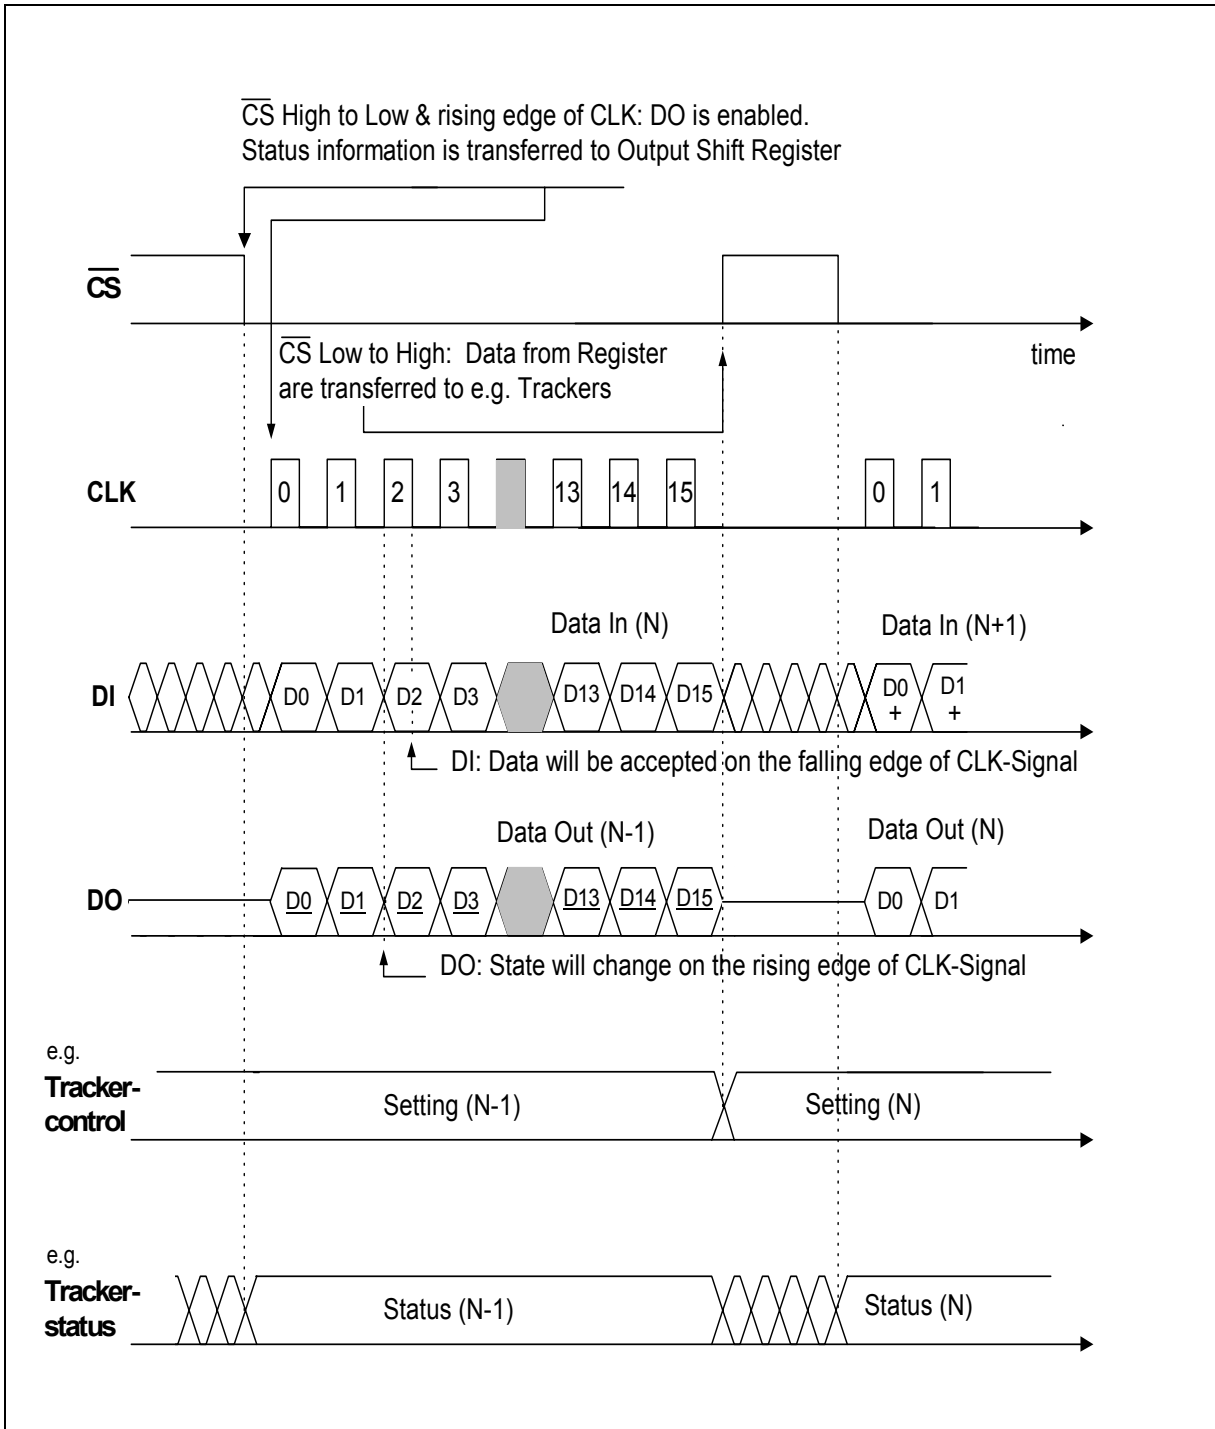 CS High to Low & rising edge of CLK: DO is enabled.
Status information is transferred to Output Shift Register
CS
time
CS Low to High: Data from Register
are transferred to e.g. Trackers
CLK
0 1 2 3 13 14 15 0 1
Data In (N) Data In (N+1)
DI
D0 D1 D2 D3 D13 D14 D15 D0 D1
+ +
DI: Data will be accepted on the falling edge of CLK-Signal
Data Out (N-1) Data Out (N)
DO
D0 D1 D2 D3 D13 D14 D15 D0 D1
DO: State will change on the rising edge of CLK-Signal
e.g.
Tracker-
control
Setting (N-1) Setting (N)
e.g.
Tracker-
status
Status (N-1) Status (N)